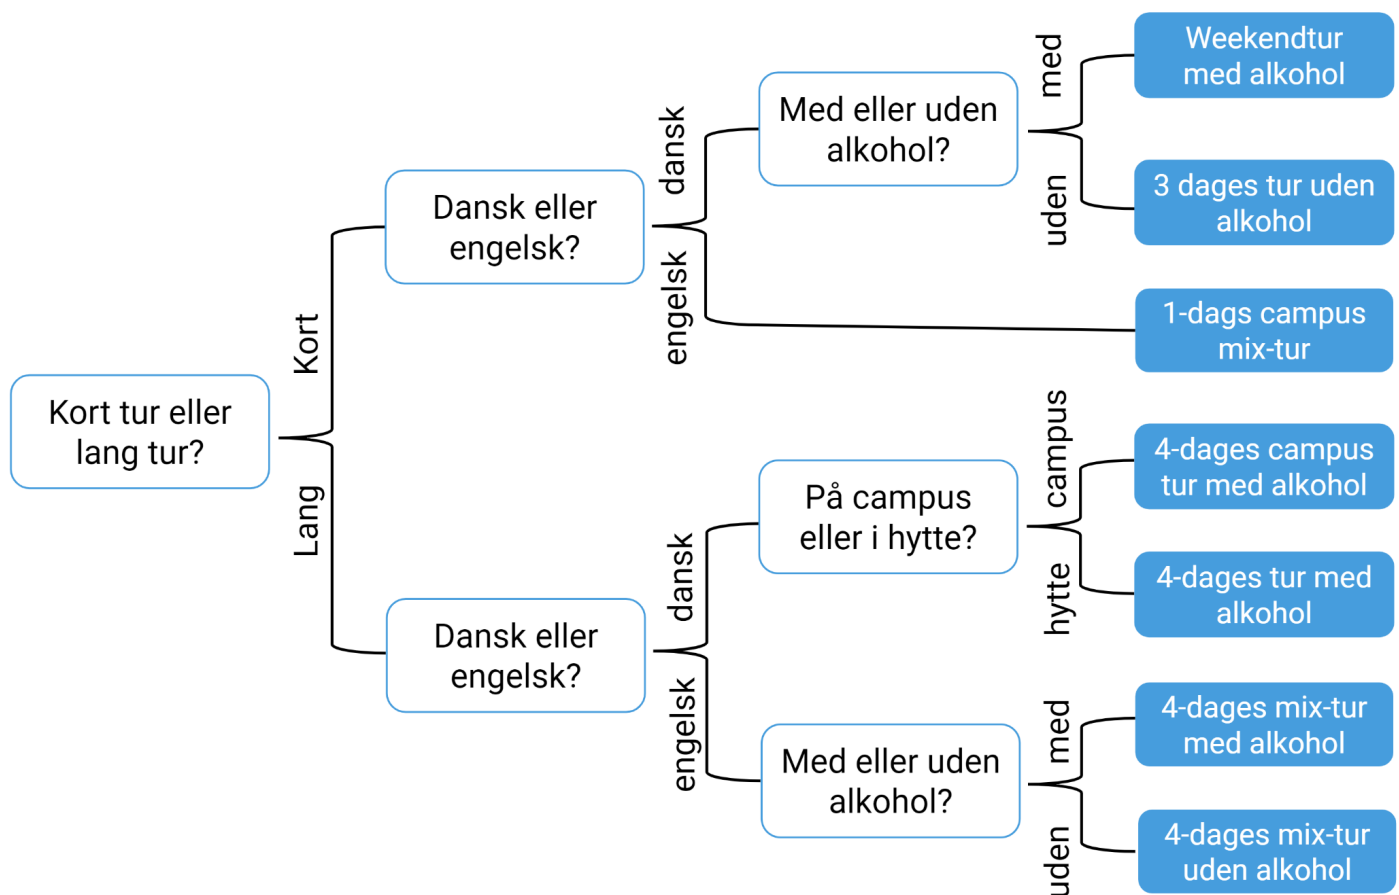 Kort tur eller
lang tur?
Kort
Lang
Dansk eller
engelsk?
dansk
engelsk
Med eller uden
alkohol?
med
uden
Weekendtur
med alkohol
3 dages tur uden
alkohol
1-dags campus
mix-tur
Dansk eller
engelsk?
dansk
engelsk
På campus
eller i hytte?
campus
hytte
4-dages campus
tur med alkohol
4-dages tur med
alkohol
Med eller uden
alkohol?
med
uden
4-dages mix-tur
med alkohol
4-dages mix-tur
uden alkohol